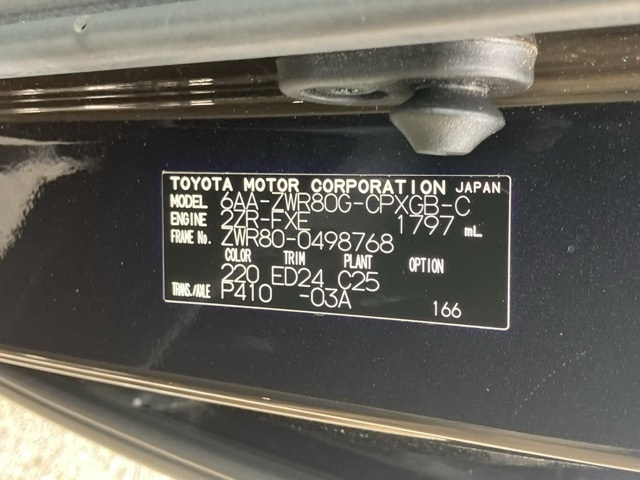 TOYOTA MOTOR CORPORATION JAPAN
MODEL 6AA-ZWR80G-CPXGB-C
ENGINE 2ZR-FXE 1797 mL
FRAME No. ZWR80-0498768
COLOR TRIM PLANT OPTION
220 ED24 C25
TRANS./AXLE P410 -03A
166